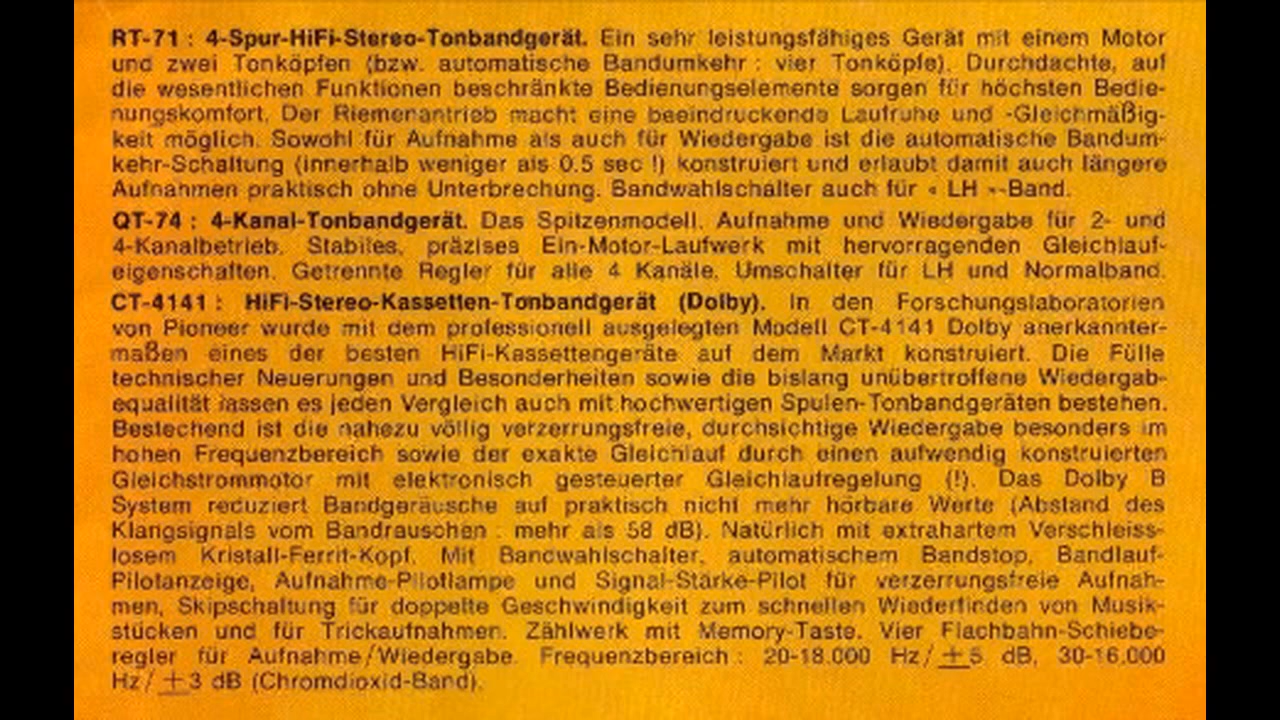 RT-71 : 4-Spur-HiFi-Stereo-Tonbandgerät. Ein sehr leistungsfähiges Gerät mit einem Motor
und zwei Tonköpfen (bzw. automatische Bandumkehr : vier Tonköpfe). Durchdachte, auf
die wesentlichen Funktionen beschränkte Bedienungselemente sorgen für höchsten Bedie-
nungskomfort. Der Riemenantrieb macht eine beeindruckende Laufruhe und -Gleichmäßig-
keit möglich. Sowohl für Aufnahme als auch für Wiedergabe ist die automatische Bandum-
kehr-Schaltung (innerhalb weniger als 0.5 sec !) konstruiert und erlaubt damit auch längere
Aufnahmen praktisch ohne Unterbrechung. Bandwahlschalter auch für « LH »-Band.
QT-74 : 4-Kanal-Tonbandgerät. Das Spitzenmodell. Aufnahme und Wiedergabe für 2- und
4-Kanalbetrieb. Stabiles, präzises Ein-Motor-Laufwerk mit hervorragenden Gleichlauf-
eigenschaften. Getrennte Regler für alle 4 Kanäle. Umschalter für LH und Normalband.
CT-4141 : HiFi-Stereo-Kassetten-Tonbandgerät (Dolby). In den Forschungslaboratorien
von Pioneer wurde mit dem professionell ausgelegten Modell CT-4141 Dolby anerkannter-
maßen eines der besten HiFi-Kassettengeräte auf dem Markt konstruiert. Die Fülle
technischer Neuerungen und Besonderheiten sowie die bislang unübertroffene Wiedergab-
equalität lassen es jeden Vergleich auch mit hochwertigen Spulen-Tonbandgeräten bestehen.
Bestechend ist die nahezu völlig verzerrungsfreie, durchsichtige Wiedergabe besonders im
hohen Frequenzbereich sowie der exakte Gleichlauf durch einen aufwendig konstruierten
Gleichstrommotor mit elektronisch gesteuerter Gleichlaufregelung (!). Das Dolby B
System reduziert Bandgeräusche auf praktisch nicht mehr hörbare Werte (Abstand des
Klangsignals vom Bandrauschen : mehr als 58 dB). Natürlich mit extrahartem Verschleiss-
losem Kristall-Ferrit-Kopf. Mit Bandwahlschalter, automatischem Bandstop, Bandlauf-
Pilotanzeige, Aufnahme-Pilotlampe und Signal-Stärke-Pilot für verzerrungsfreie Aufnah-
men, Skipschaltung für doppelte Geschwindigkeit zum schnellen Wiederfinden von Musik-
stücken und für Trickaufnahmen. Zählwerk mit Memory-Taste. Vier Flachbahn-Schiebe-
regler für Aufnahme/Wiedergabe. Frequenzbereich : 20-18.000 Hz/±5 dB, 30-16.000
Hz/±3 dB (Chromdioxid-Band).